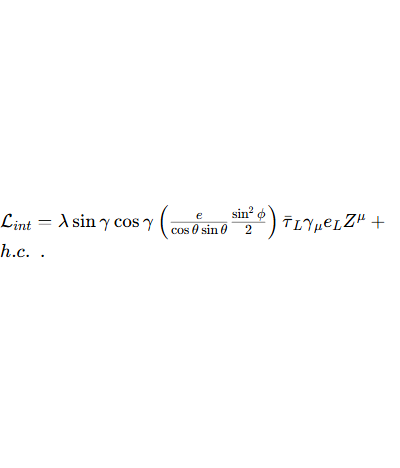 $\mathcal{L}_{int} = \lambda \sin\gamma \cos\gamma \left( \frac{e}{\cos\theta \sin\theta} \frac{\sin^2\phi}{2} \right) \bar{\tau}_L \gamma_\mu e_L Z^\mu +$
$h.c. \ .$